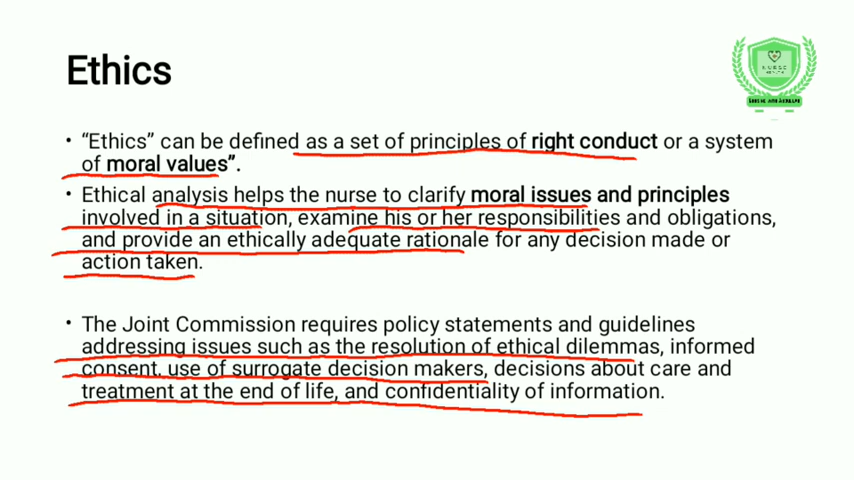 Ethics
NURSE
• “Ethics” can be defined as a set of principles of right conduct or a system
of moral values”.
• Ethical analysis helps the nurse to clarify moral issues and principles
involved in a situation, examine his or her responsibilities and obligations,
and provide an ethically adequate rationale for any decision made or
action taken.
• The Joint Commission requires policy statements and guidelines
addressing issues such as the resolution of ethical dilemmas, informed
consent, use of surrogate decision makers, decisions about care and
treatment at the end of life, and confidentiality of information.